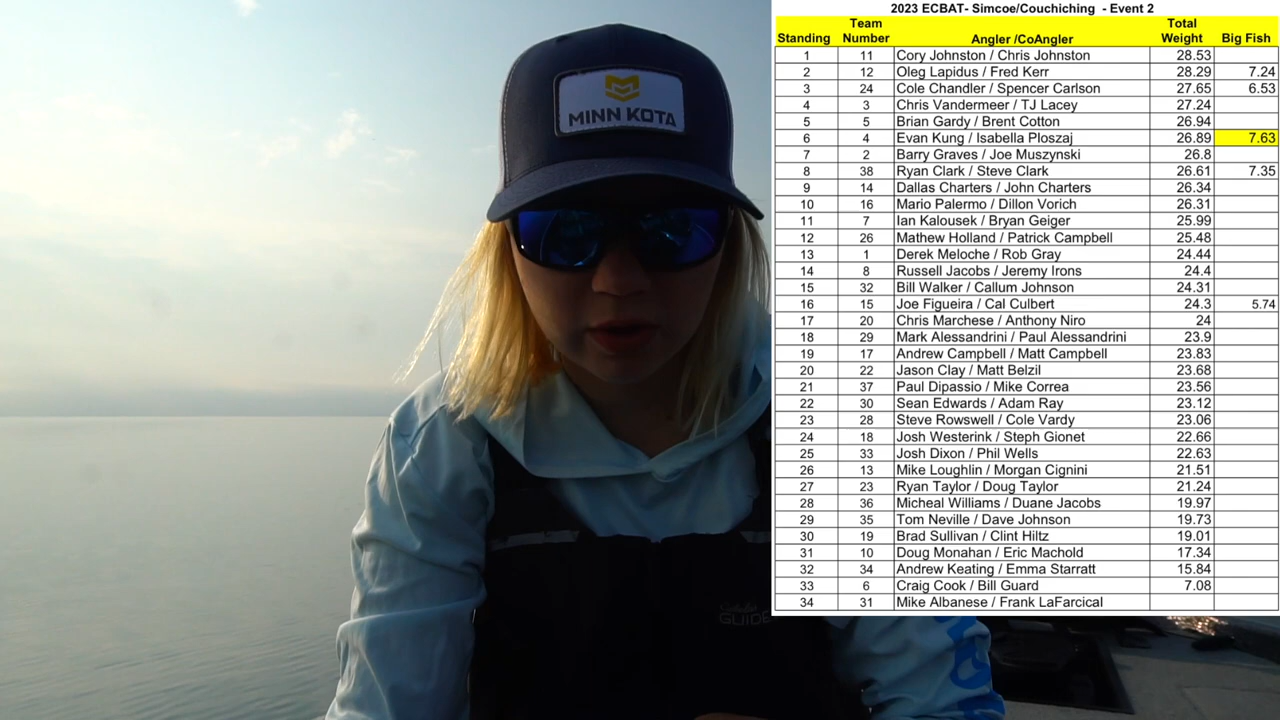 MINN KOTA
GUIDE
2023 ECBAT- Simcoe/Couchiching - Event 2
Standing Team Number Angler /CoAngler Total Weight Big Fish
1 11 Cory Johnston / Chris Johnston 28.53
2 12 Oleg Lapidus / Fred Kerr 28.29 7.24
3 24 Cole Chandler / Spencer Carlson 27.65 6.53
4 3 Chris Vandermeer / TJ Lacey 27.24
5 5 Brian Gardy / Brent Cotton 26.94
6 4 Evan Kung / Isabella Ploszaj 26.89 7.63
7 2 Barry Graves / Joe Muszynski 26.8
8 38 Ryan Clark / Steve Clark 26.61 7.35
9 14 Dallas Charters / John Charters 26.34
10 16 Mario Palermo / Dillon Vorich 26.31
11 7 Ian Kalousek / Bryan Geiger 25.99
12 26 Mathew Holland / Patrick Campbell 25.48
13 1 Derek Meloche / Rob Gray 24.44
14 8 Russell Jacobs / Jeremy Irons 24.4
15 32 Bill Walker / Callum Johnson 24.31
16 15 Joe Figueira / Cal Culbert 24.3 5.74
17 20 Chris Marchese / Anthony Niro 24
18 29 Mark Alessandrini / Paul Alessandrini 23.9
19 17 Andrew Campbell / Matt Campbell 23.83
20 22 Jason Clay / Matt Belzil 23.68
21 37 Paul Dipassio / Mike Correa 23.56
22 30 Sean Edwards / Adam Ray 23.12
23 28 Steve Rowswell / Cole Vardy 23.06
24 18 Josh Westerink / Steph Gionet 22.66
25 33 Josh Dixon / Phil Wells 22.63
26 13 Mike Loughlin / Morgan Cignini 21.51
27 23 Ryan Taylor / Doug Taylor 21.24
28 36 Micheal Williams / Duane Jacobs 19.97
29 35 Tom Neville / Dave Johnson 19.73
30 19 Brad Sullivan / Clint Hiltz 19.01
31 10 Doug Monahan / Eric Machold 17.34
32 34 Andrew Keating / Emma Starratt 15.84
33 6 Craig Cook / Bill Guard 7.08
34 31 Mike Albanese / Frank LaFarcical